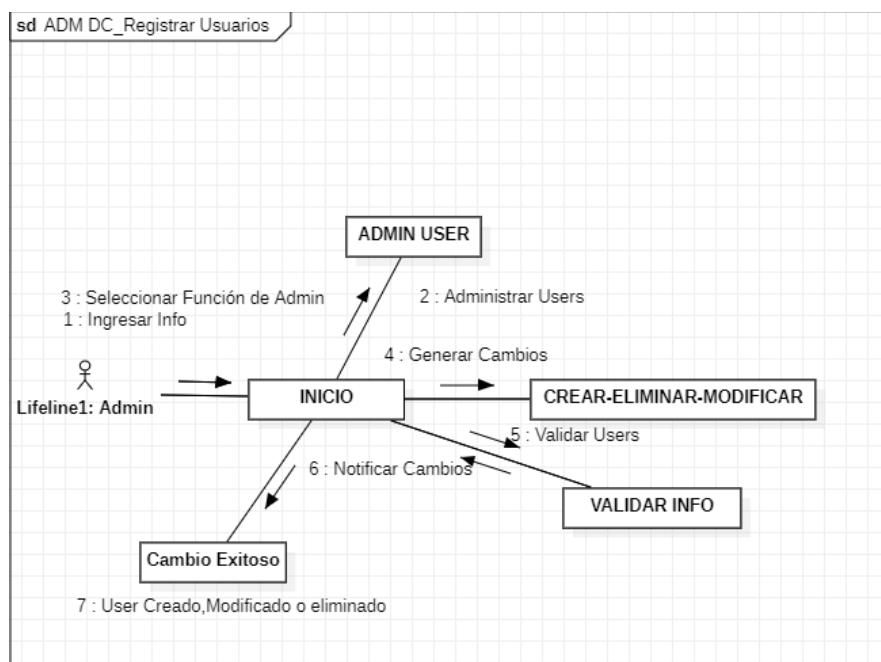 sd ADM DC_Registrar Usuarios
ADMIN USER
3 : Seleccionar Función de Admin
2 : Administrar Users
1 : Ingresar Info
4 : Generar Cambios
Lifeline1: Admin
INICIO
CREAR-ELIMINAR-MODIFICAR
5 : Validar Users
6 : Notificar Cambios
VALIDAR INFO
Cambio Exitoso
7 : User Creado,Modificado o eliminado